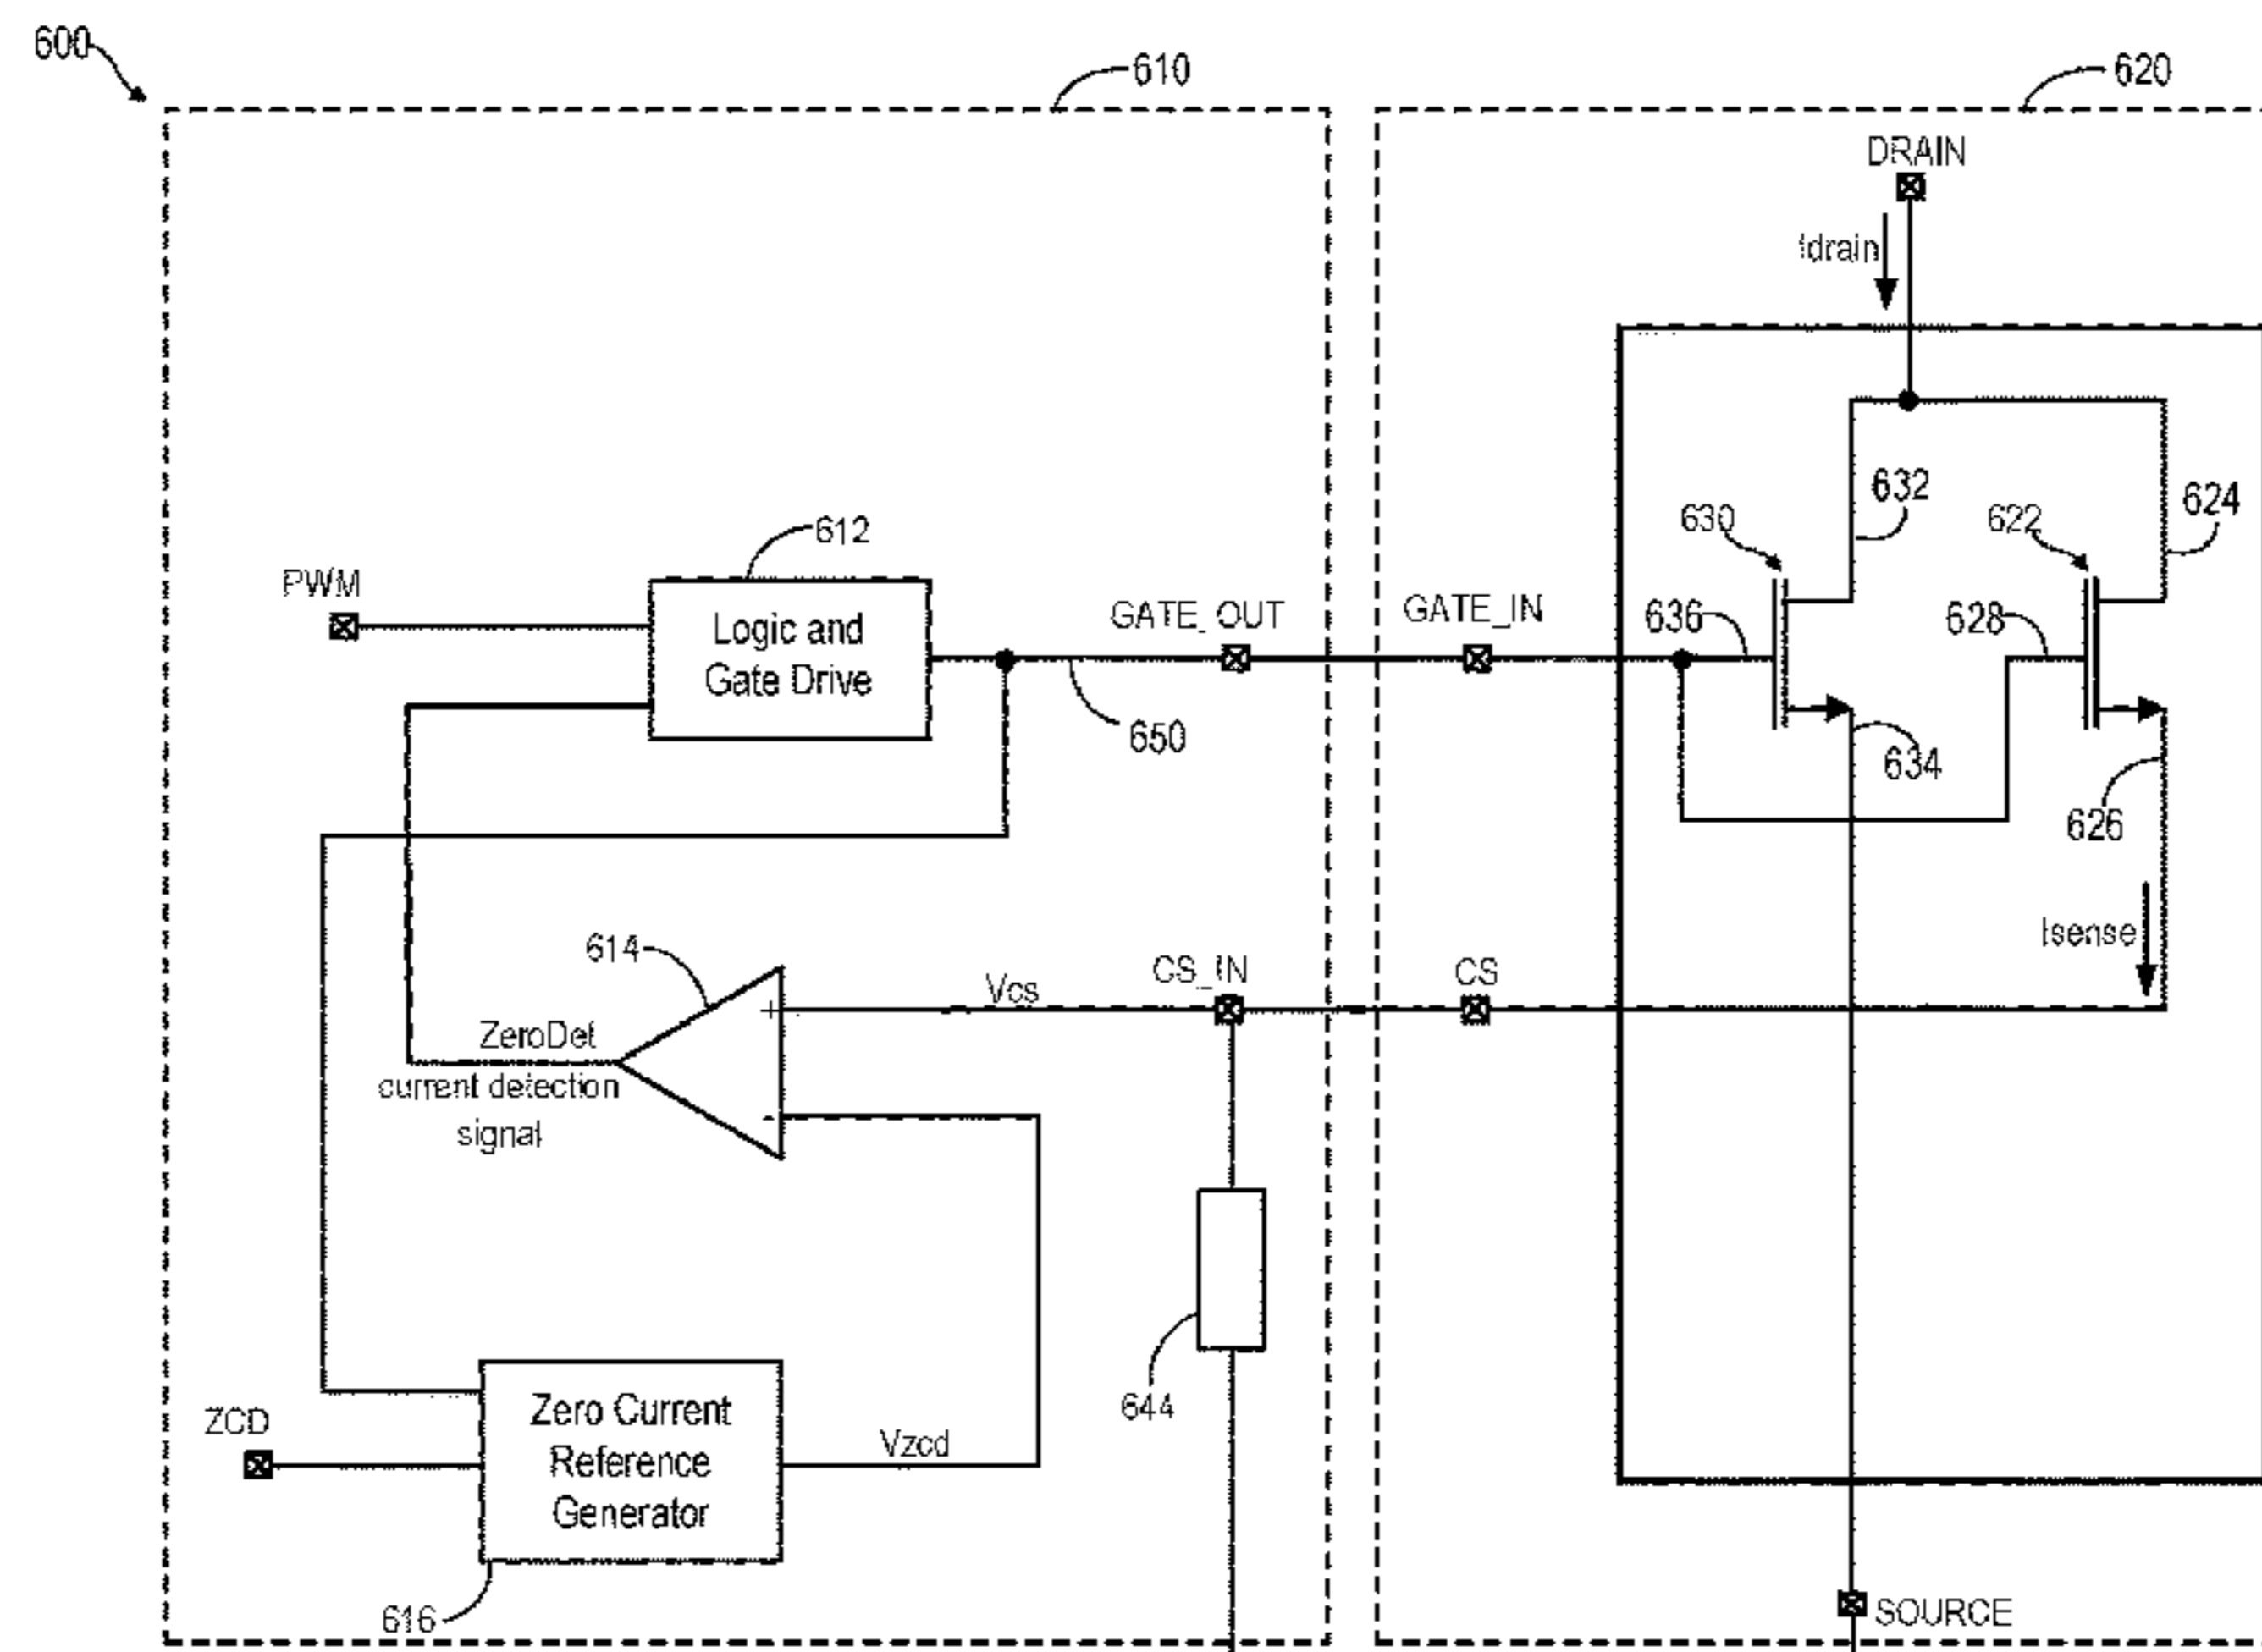 600
610
620
DRAIN
Idrain
632
624
630
622
612
PWM
Logic and
Gate Drive
GATE_OUT
GATE_IN
636
628
650
634
626
Isense
614
Vcs
CS_IN
CS
+
ZeroDet
current detection
signal
-
644
ZCD
Zero Current
Reference
Generator
Vzcd
616
SOURCE